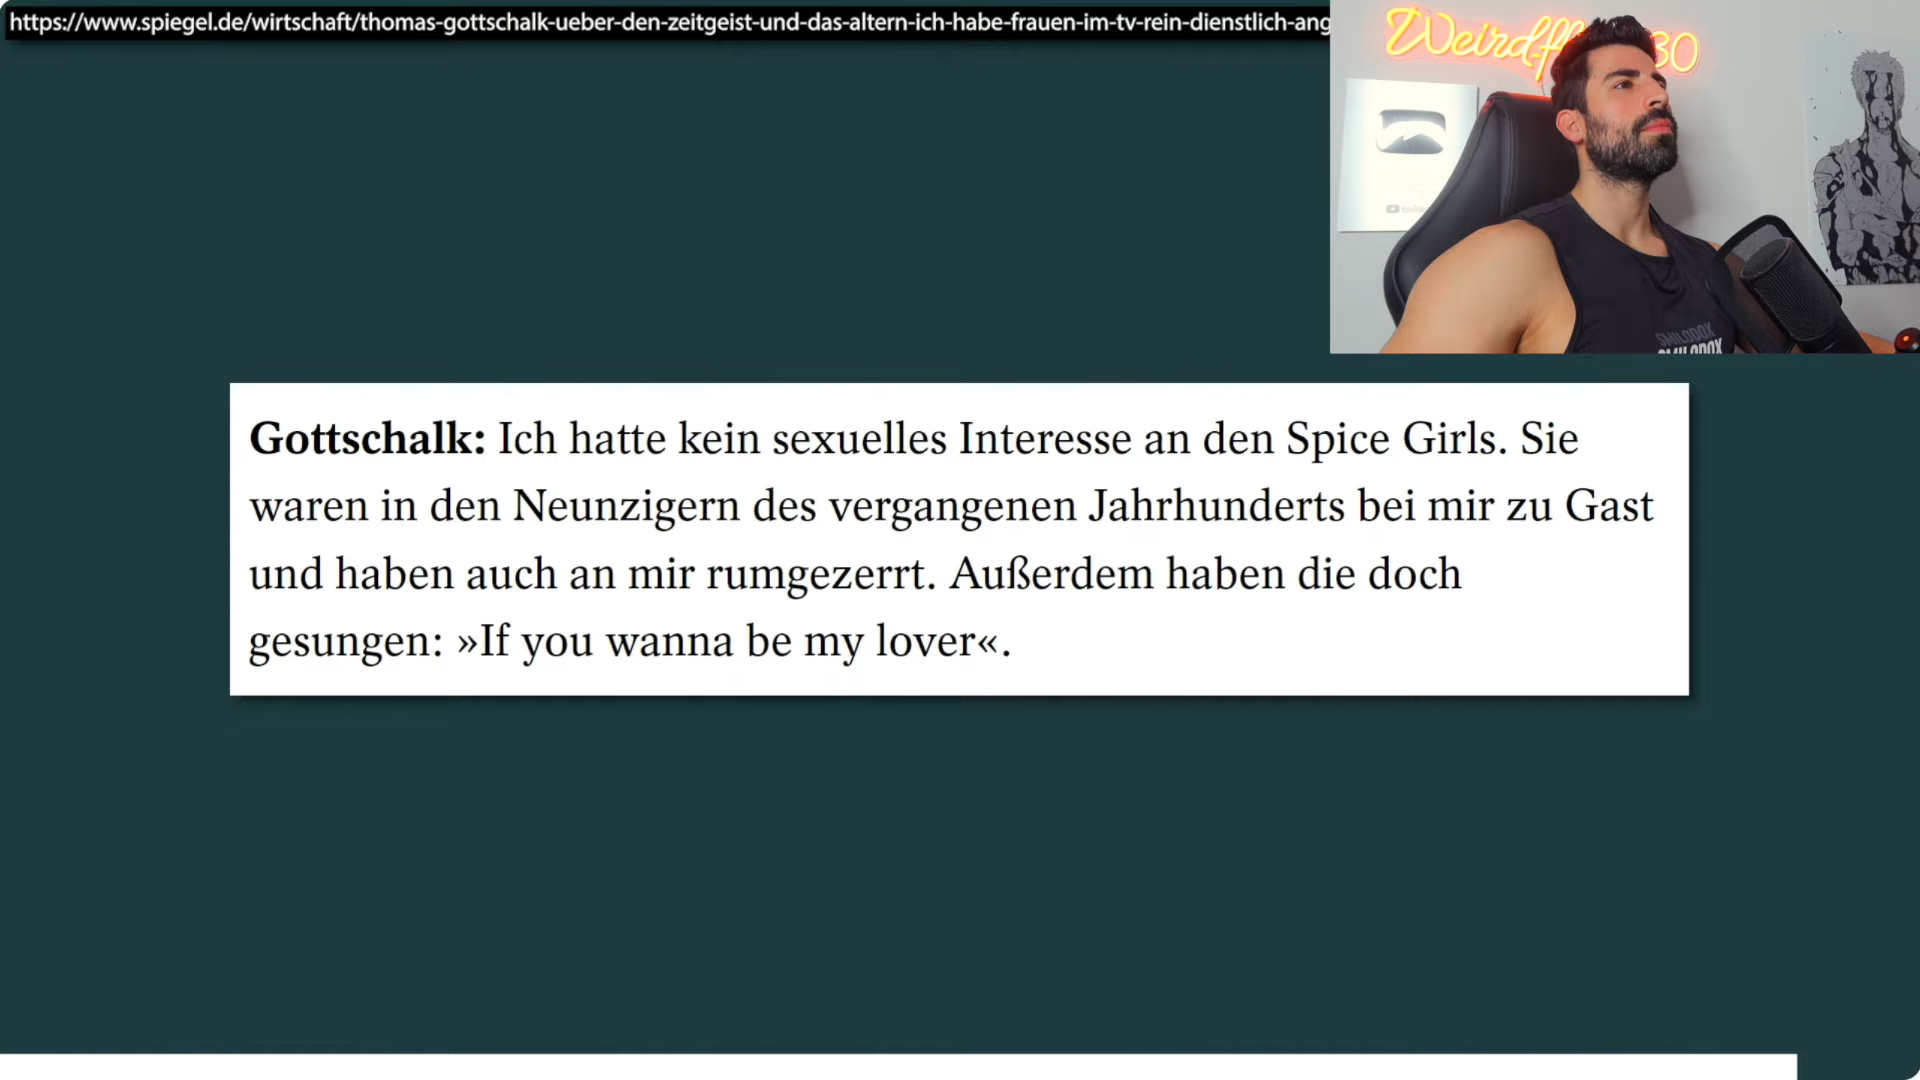 https://www.spiegel.de/wirtschaft/thomas-gottschalk-ueber-den-zeitgeist-und-das-altern-ich-habe-frauen-im-tv-rein-dienstlich-ang
YouTube
SMILODOX
SMILODOX
Gottschalk: Ich hatte kein sexuelles Interesse an den Spice Girls. Sie
waren in den Neunzigern des vergangenen Jahrhunderts bei mir zu Gast
und haben auch an mir rumgezerrt. Außerdem haben die doch
gesungen: »If you wanna be my lover«.